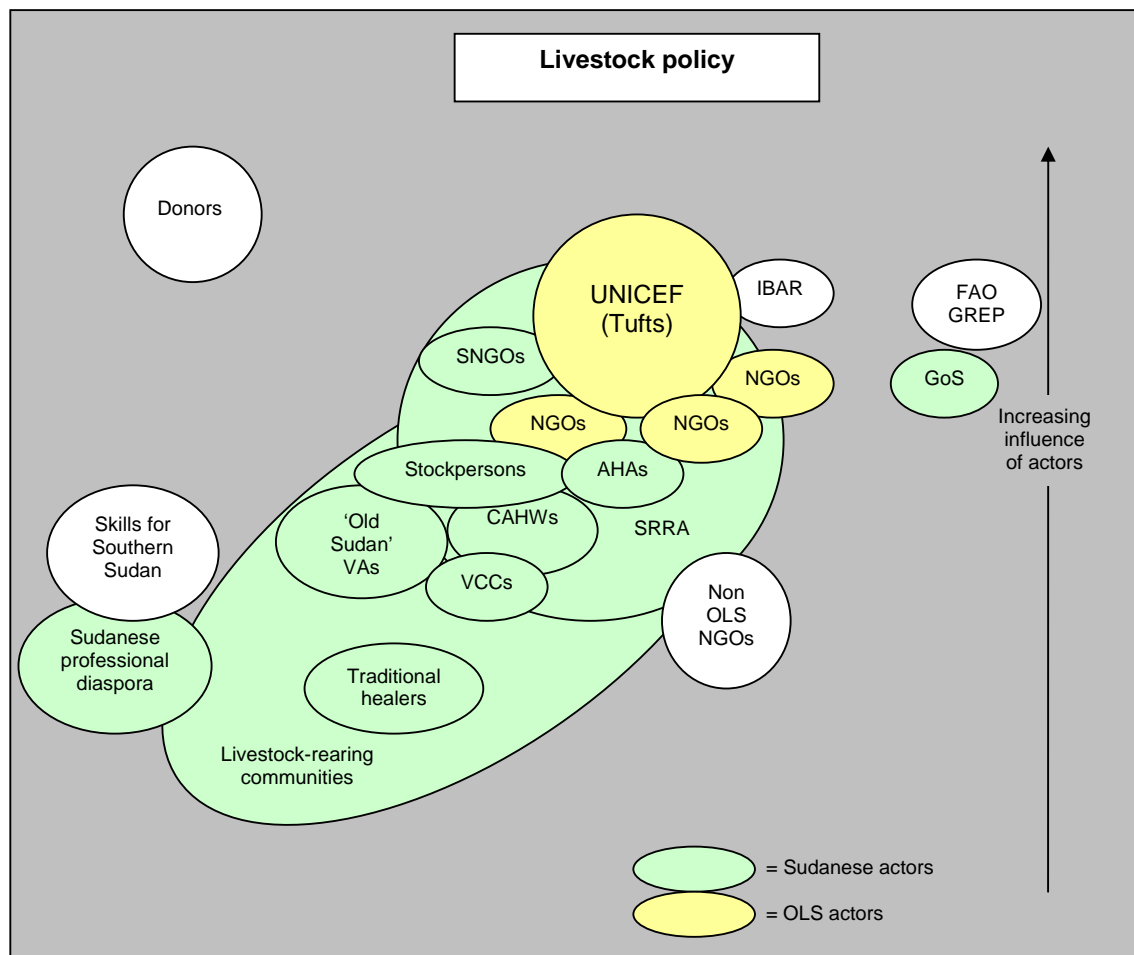 Livestock policy
Donors
UNICEF
(Tufts)
IBAR
FAO
GREP
SNGOs
NGOs
GoS
NGOs
NGOs
Increasing
influence
of actors
Stockpersons
AHAs
Skills for
Southern
Sudan
'Old
Sudan'
VAs
CAHWs
SRRA
VCCs
Non
OLS
NGOs
Sudanese
professional
diaspora
Traditional
healers
Livestock-rearing
communities
= Sudanese actors
= OLS actors